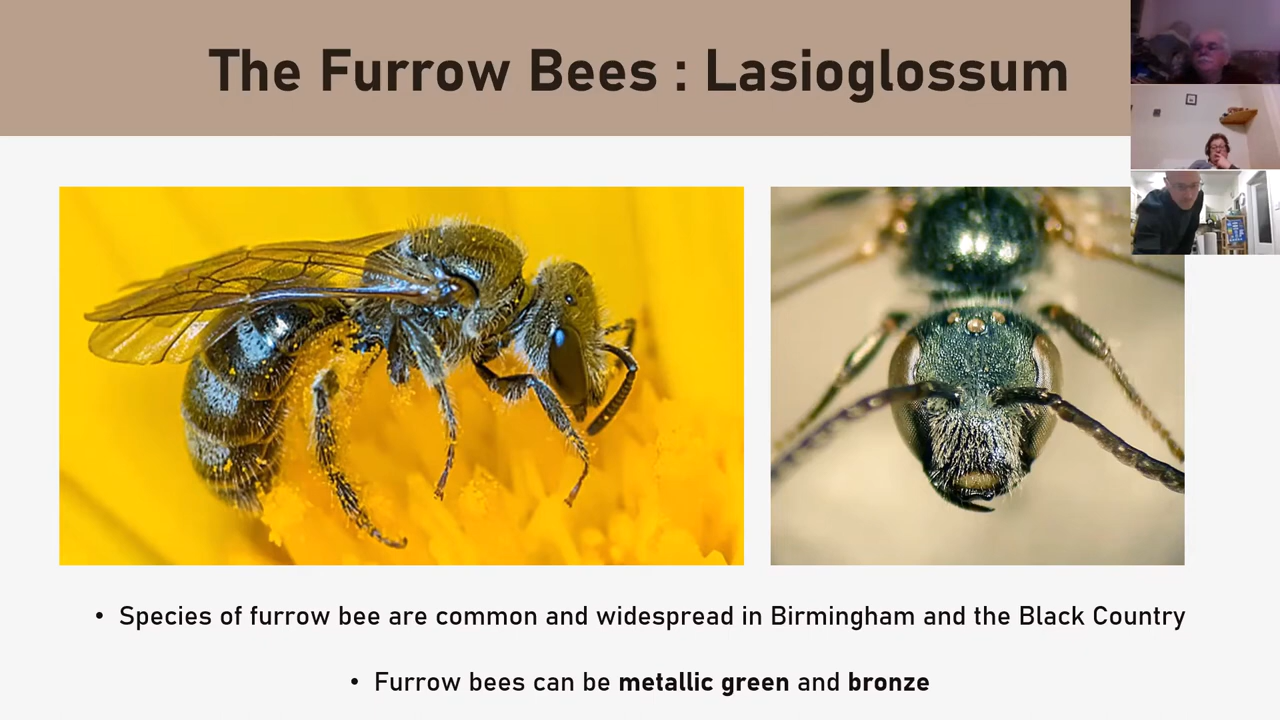 The Furrow Bees : Lasioglossum
• Species of furrow bee are common and widespread in Birmingham and the Black Country
• Furrow bees can be metallic green and bronze